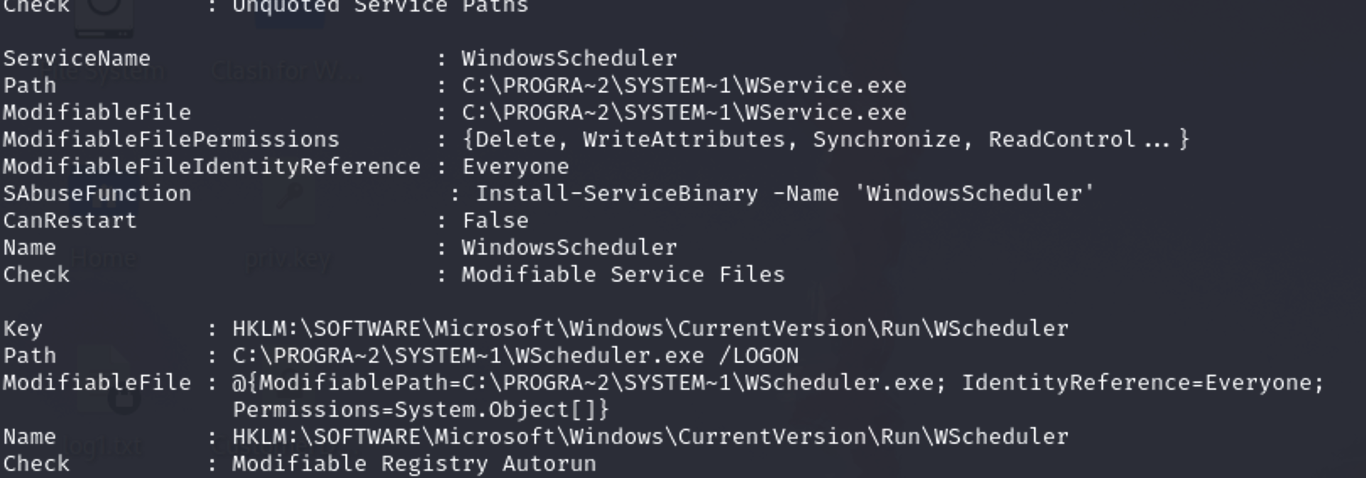 Check          : Unquoted Service Paths
ServiceName                     : WindowsScheduler
Path                            : C:\PROGRA~2\SYSTEM~1\WService.exe
ModifiableFile                  : C:\PROGRA~2\SYSTEM~1\WService.exe
ModifiableFilePermissions       : {Delete, WriteAttributes, Synchronize, ReadControl...}
ModifiableFileIdentityReference : Everyone
SAbuseFunction                   : Install-ServiceBinary -Name 'WindowsScheduler'
CanRestart                      : False
Name                            : WindowsScheduler
Check                           : Modifiable Service Files
Key            : HKLM:\SOFTWARE\Microsoft\Windows\CurrentVersion\Run\WScheduler
Path           : C:\PROGRA~2\SYSTEM~1\WScheduler.exe /LOGON
ModifiableFile : @{ModifiablePath=C:\PROGRA~2\SYSTEM~1\WScheduler.exe; IdentityReference=Everyone;
                 Permissions=System.Object[]}
Name           : HKLM:\SOFTWARE\Microsoft\Windows\CurrentVersion\Run\WScheduler
Check          : Modifiable Registry Autorun